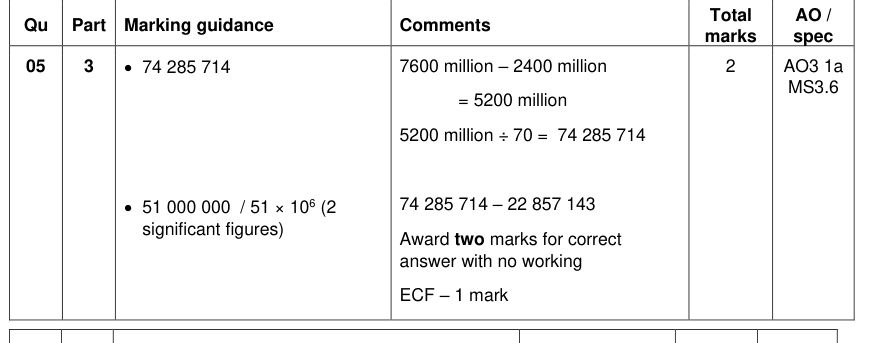 Qu Part Marking guidance Comments Total marks AO / spec
05 3 • 74 285 714 7600 million – 2400 million 2 AO3 1a
= 5200 million MS3.6
5200 million ÷ 70 = 74 285 714
• 51 000 000 / 51 × 10⁶ (2 74 285 714 – 22 857 143
significant figures)
Award two marks for correct
answer with no working
ECF – 1 mark